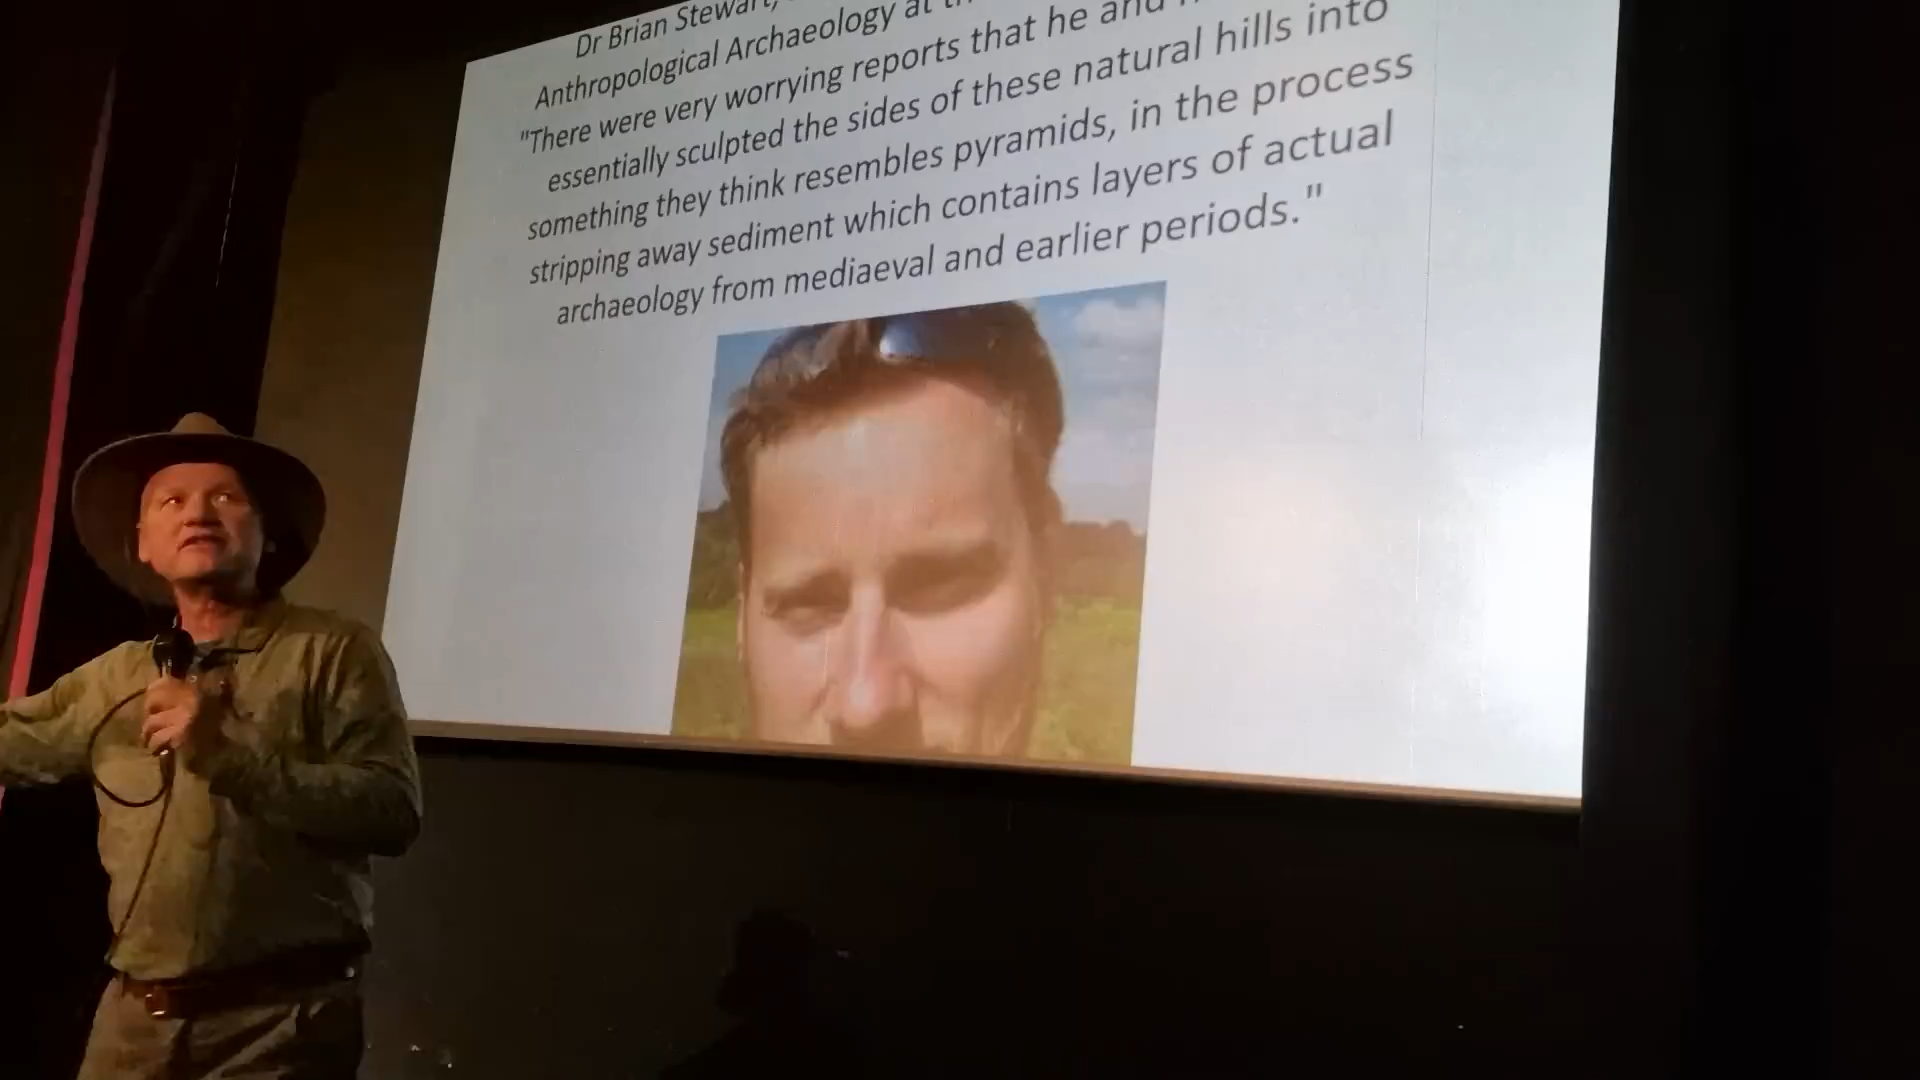 Dr Brian Stewart,
Anthropological Archaeology at
"There were very worrying reports that he and
essentially sculpted the sides of these natural hills into
something they think resembles pyramids, in the process
stripping away sediment which contains layers of actual
archaeology from mediaeval and earlier periods."